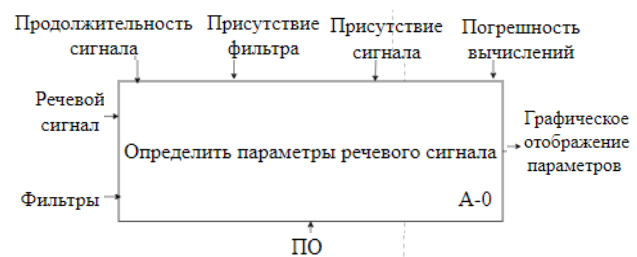 Продолжительность
сигнала
Присутствие
фильтра
Присутствие
сигнала
Погрешность
вычислений
Речевой
сигнал
Определить параметры речевого сигнала
Графическое
отображение
параметров
Фильтры
А-0
ПО